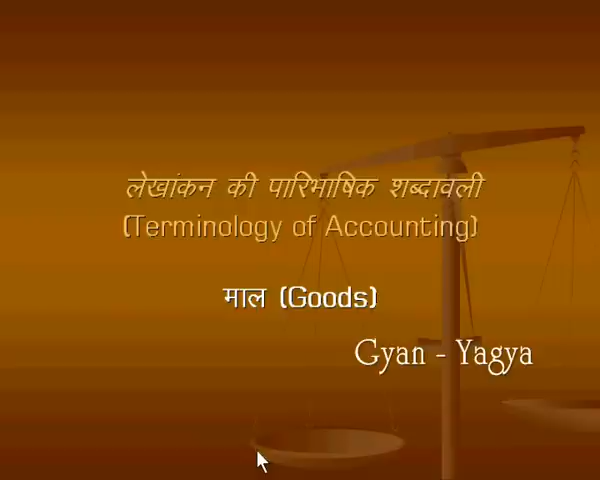 लेखांकन की पारिभाषिक शब्दावली
(Terminology of Accounting)
माल (Goods)
Gyan - Yagya